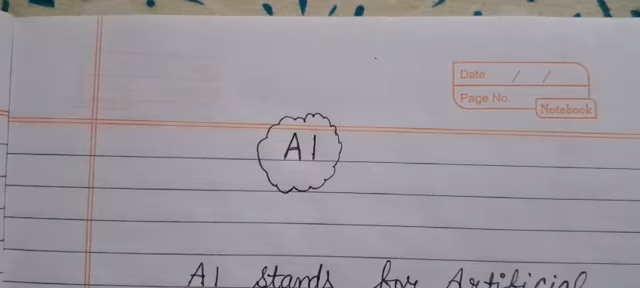 Date / /
Page No.
Notebook
AI
AI stands for Artificial